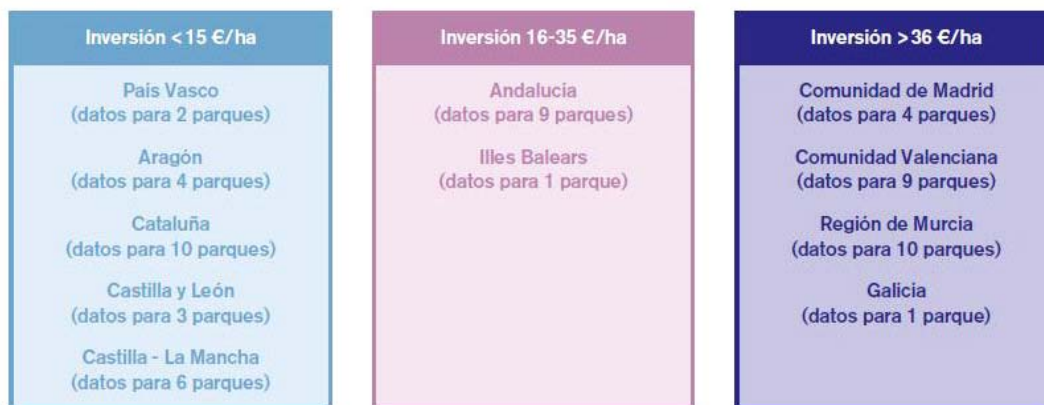 Inversión <15 €/ha
País Vasco
(datos para 2 parques)
Aragón
(datos para 4 parques)
Cataluña
(datos para 10 parques)
Castilla y León
(datos para 3 parques)
Castilla - La Mancha
(datos para 6 parques)
Inversión 16-35 €/ha
Andalucía
(datos para 9 parques)
Illes Balears
(datos para 1 parque)
Inversión >36 €/ha
Comunidad de Madrid
(datos para 4 parques)
Comunidad Valenciana
(datos para 9 parques)
Región de Murcia
(datos para 10 parques)
Galicia
(datos para 1 parque)